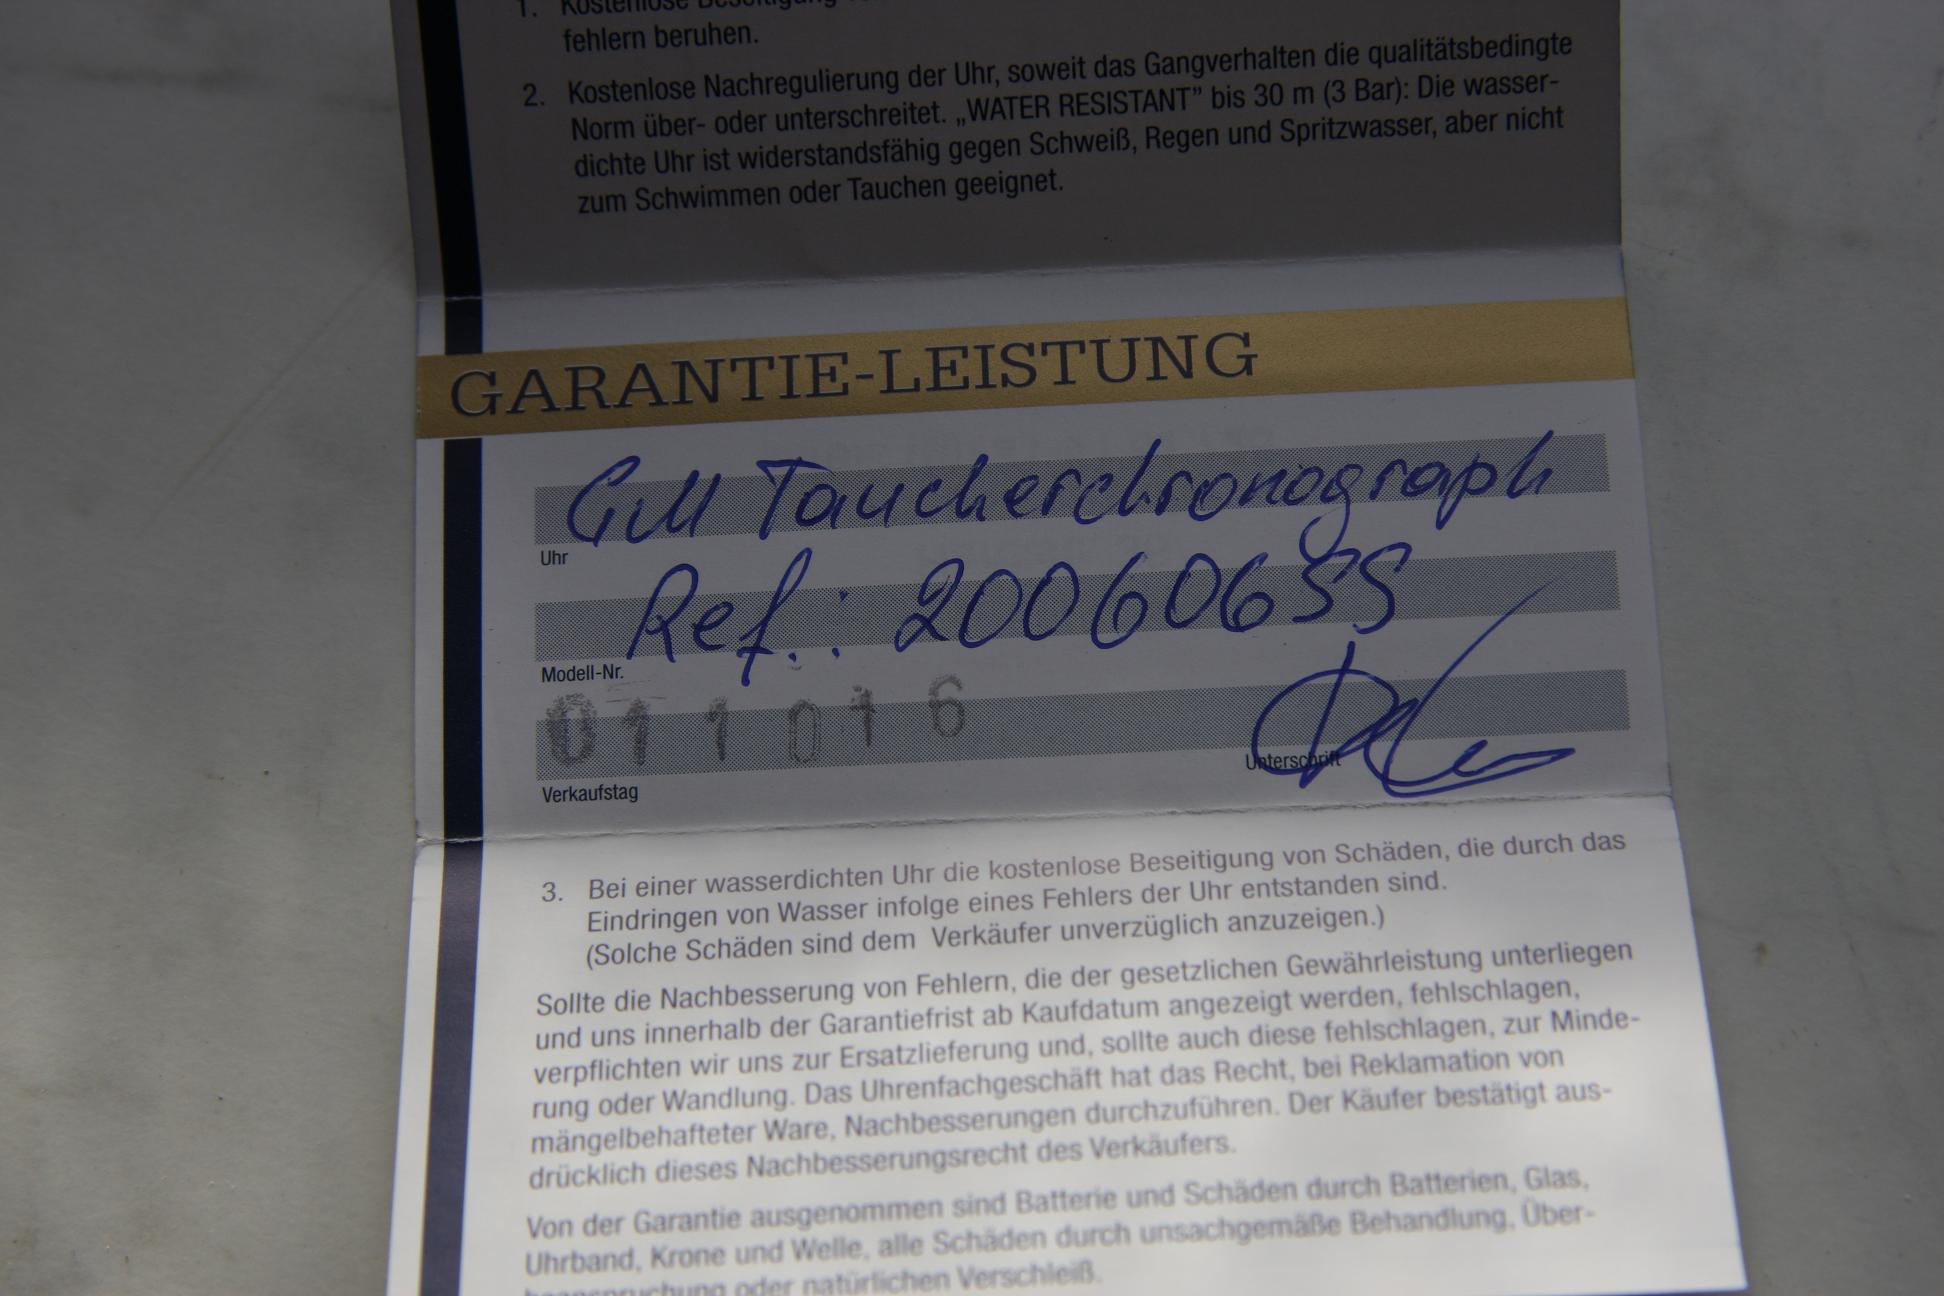 1. Kostenlose Beseitigung
fehlern beruhen.
2. Kostenlose Nachregulierung der Uhr, soweit das Gangverhalten die qualitätsbedingte
Norm über- oder unterschreitet. „WATER RESISTANT” bis 30 m (3 Bar): Die wasser-
dichte Uhr ist widerstandsfähig gegen Schweiß, Regen und Spritzwasser, aber nicht
zum Schwimmen oder Tauchen geeignet.
GARANTIE-LEISTUNG
Taucherchronograph
Uhr
Ref.: 200606SS
Modell-Nr.
011016
Unterschrift
Verkaufstag
3. Bei einer wasserdichten Uhr die kostenlose Beseitigung von Schäden, die durch das
Eindringen von Wasser infolge eines Fehlers der Uhr entstanden sind.
(Solche Schäden sind dem Verkäufer unverzüglich anzuzeigen.)
Sollte die Nachbesserung von Fehlern, die der gesetzlichen Gewährleistung unterliegen
und uns innerhalb der Garantiefrist ab Kaufdatum angezeigt werden, fehlschlagen,
verpflichten wir uns zur Ersatzlieferung und, sollte auch diese fehlschlagen, zur Minde-
rung oder Wandlung. Das Uhrenfachgeschäft hat das Recht, bei Reklamation von
mängelbehafteter Ware, Nachbesserungen durchzuführen. Der Käufer bestätigt aus-
drücklich dieses Nachbesserungsrecht des Verkäufers.
Von der Garantie ausgenommen sind Batterie und Schäden durch Batterien, Glas,
Uhrband, Krone und Welle, alle Schäden durch unsachgemäße Behandlung, Über-
beanspruchung oder natürlichen Verschleiß.